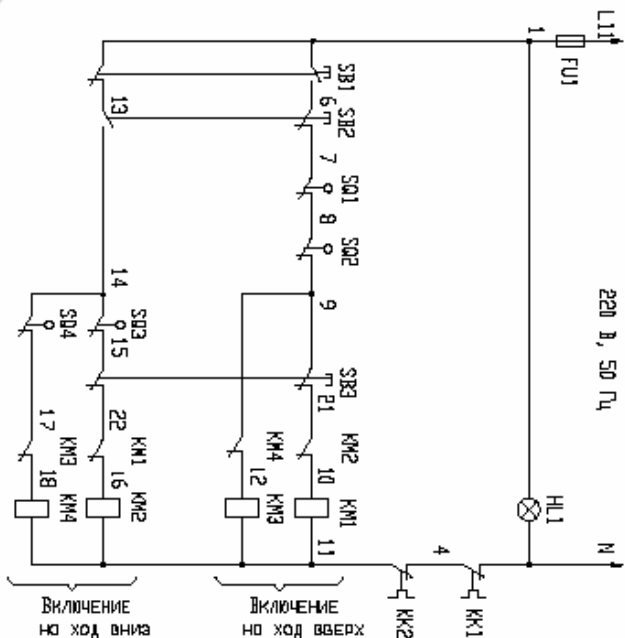 L11
1
FU1
SB1
13
6
SB2
7
SQ1
8
SQ2
14
9
SQ4
SQ3
15
220 В, 50 Гц
SB3
21
17
22
KM3
KM1
KM4
KM2
18
16
12
10
KM4
KM2
KM3
KM1
HL1
11
4
N
KK2
KK1
Включение
на ход вниз
Включение
на ход вверх